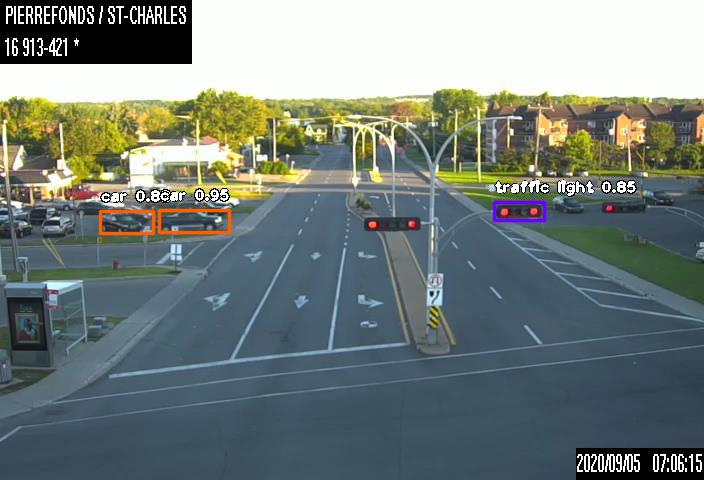 PIERREFONDS / ST-CHARLES
16 913-421 *
car 0.8
car 0.95
traffic light 0.85
2020/09/05 07:06:15